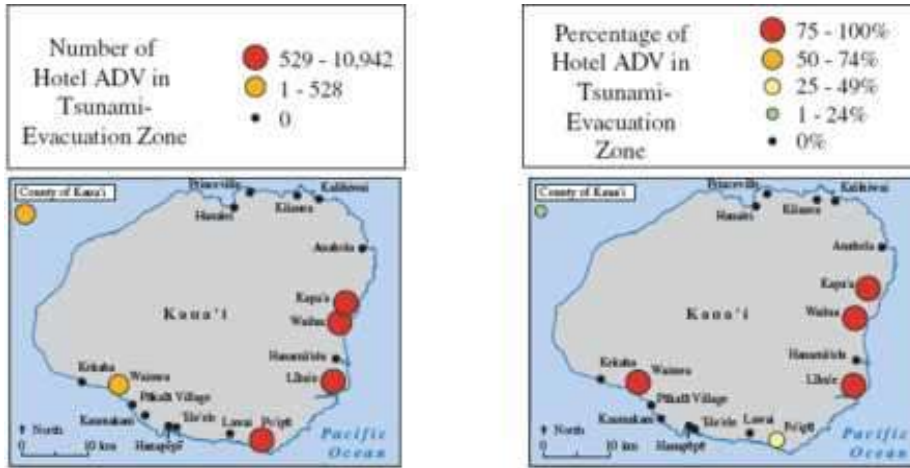 Number of
Hotel ADV in
Tsunami-
Evacuation Zone
529 - 10,942
1 - 528
0
Percentage of
Hotel ADV in
Tsunami-
Evacuation
Zone
75 - 100%
50 - 74%
25 - 49%
1 - 24%
0%
County of Kaua'i
Princeville
Kalihiwai
Hanalei
Kilauea
Anahola
Kapa'a
Kaua'i
Wailua
Hanamā'ulu
Kekaha
Waimea
Līhu'e
Pākalā Village
Kaumakani
Lawai
Po'ipū
Hanapēpē
North
0
10 km
Pacific
Ocean
County of Kaua'i
Princeville
Kalihiwai
Hanalei
Kilauea
Anahola
Kapa'a
Kaua'i
Wailua
Hanamā'ulu
Kekaha
Waimea
Līhu'e
Pākalā Village
Kaumakani
Lawai
Po'ipū
Hanapēpē
North
0
10 km
Pacific
Ocean